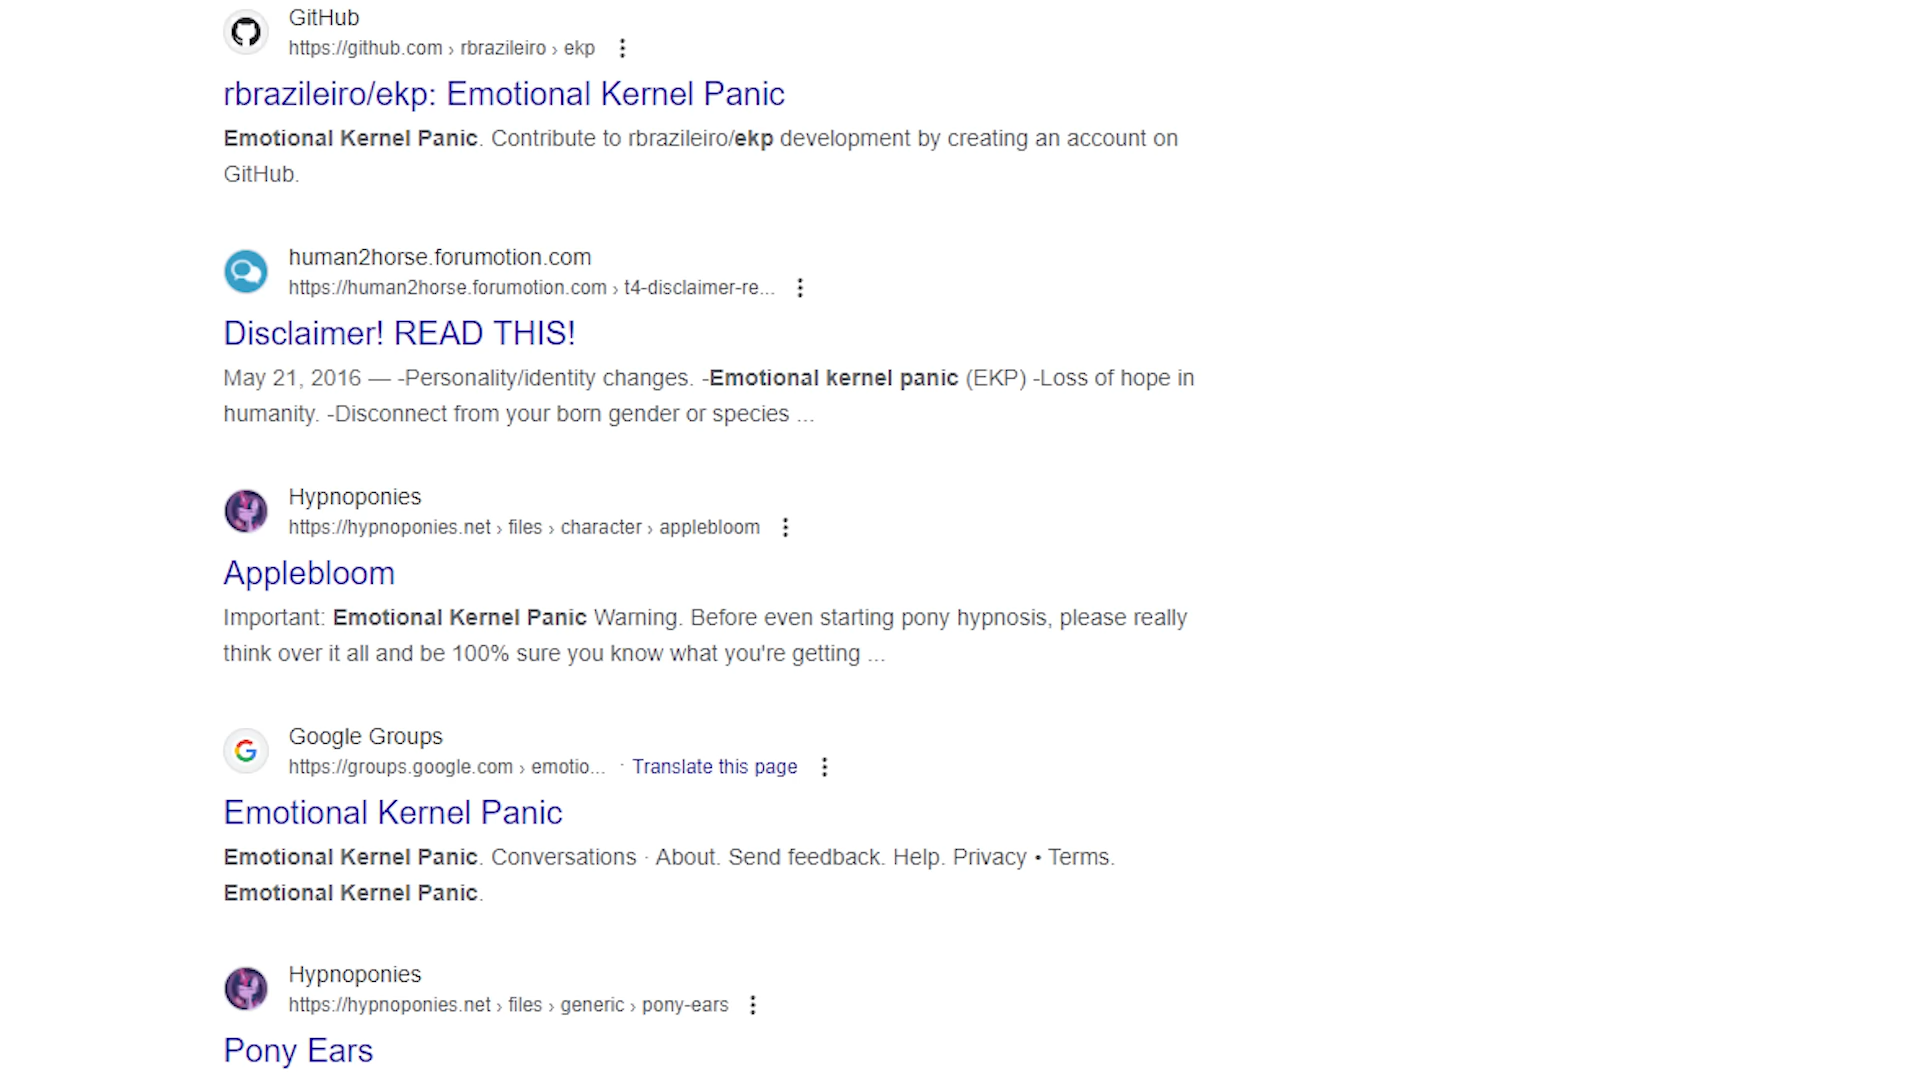 GitHub
https://github.com › rbrazileiro › ekp
rbrazileiro/ekp: Emotional Kernel Panic
Emotional Kernel Panic. Contribute to rbrazileiro/ekp development by creating an account on
GitHub.
human2horse.forumotion.com
https://human2horse.forumotion.com › t4-disclaimer-re...
Disclaimer! READ THIS!
May 21, 2016 — -Personality/identity changes. -Emotional kernel panic (EKP) -Loss of hope in
humanity. -Disconnect from your born gender or species ...
Hypnoponies
https://hypnoponies.net › files › character › applebloom
Applebloom
Important: Emotional Kernel Panic Warning. Before even starting pony hypnosis, please really
think over it all and be 100% sure you know what you're getting ...
Google Groups
https://groups.google.com › emotio... · Translate this page
Emotional Kernel Panic
Emotional Kernel Panic. Conversations · About. Send feedback. Help. Privacy • Terms.
Emotional Kernel Panic.
Hypnoponies
https://hypnoponies.net › files › generic › pony-ears
Pony Ears